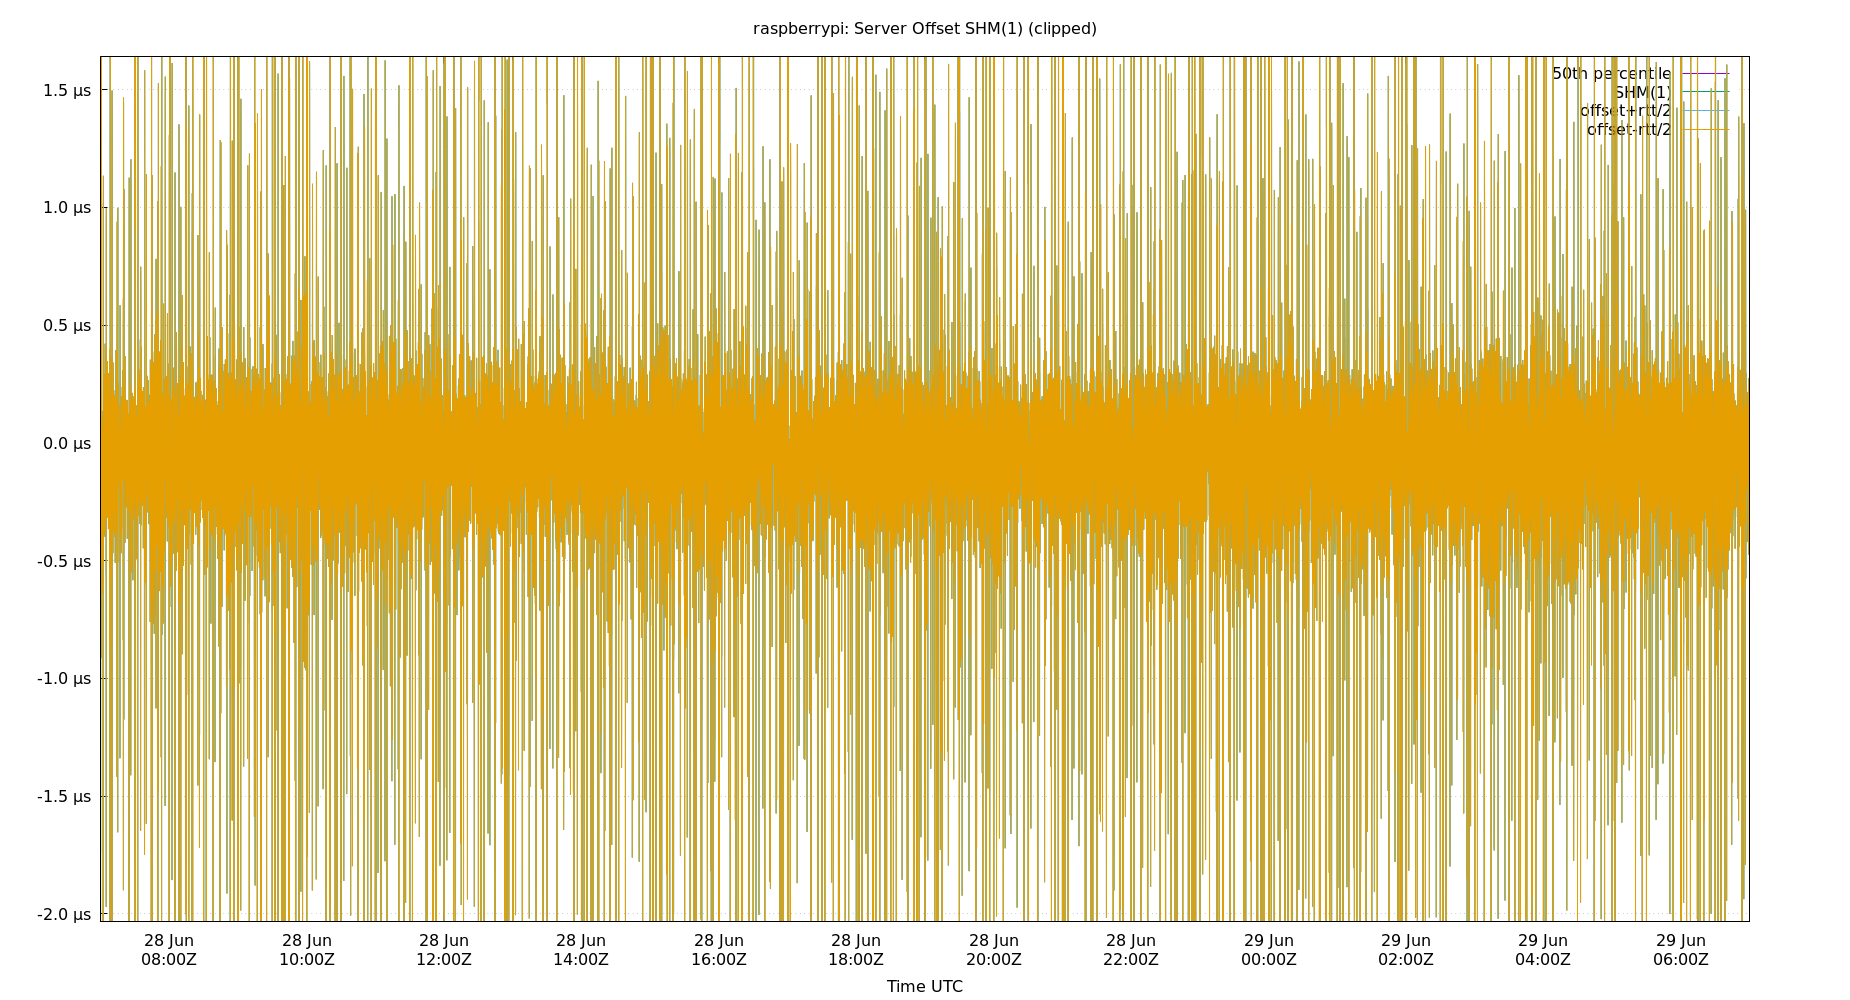 raspberrypi: Server Offset SHM(1) (clipped)
50th percentile
SHM(1)
offset+rtt/2
offset-rtt/2
1.5 µs
1.0 µs
0.5 µs
0.0 µs
-0.5 µs
-1.0 µs
-1.5 µs
-2.0 µs
28 Jun 28 Jun 28 Jun 28 Jun 28 Jun 28 Jun 28 Jun 28 Jun 29 Jun 29 Jun 29 Jun 29 Jun
08:00Z 10:00Z 12:00Z 14:00Z 16:00Z 18:00Z 20:00Z 22:00Z 00:00Z 02:00Z 04:00Z 06:00Z
Time UTC